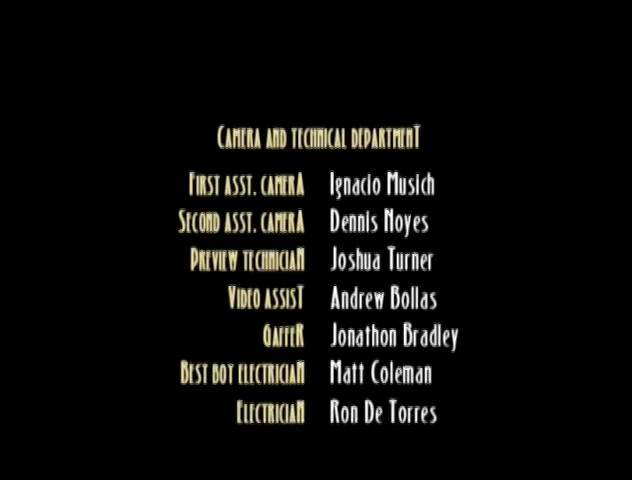 Camera and technical department
First asst. camera Ignacio Musich
Second asst. camera Dennis Noyes
Preview technician Joshua Turner
Video assist Andrew Bollas
Gaffer Jonathon Bradley
Best boy electrician Matt Coleman
Electrician Ron De Torres